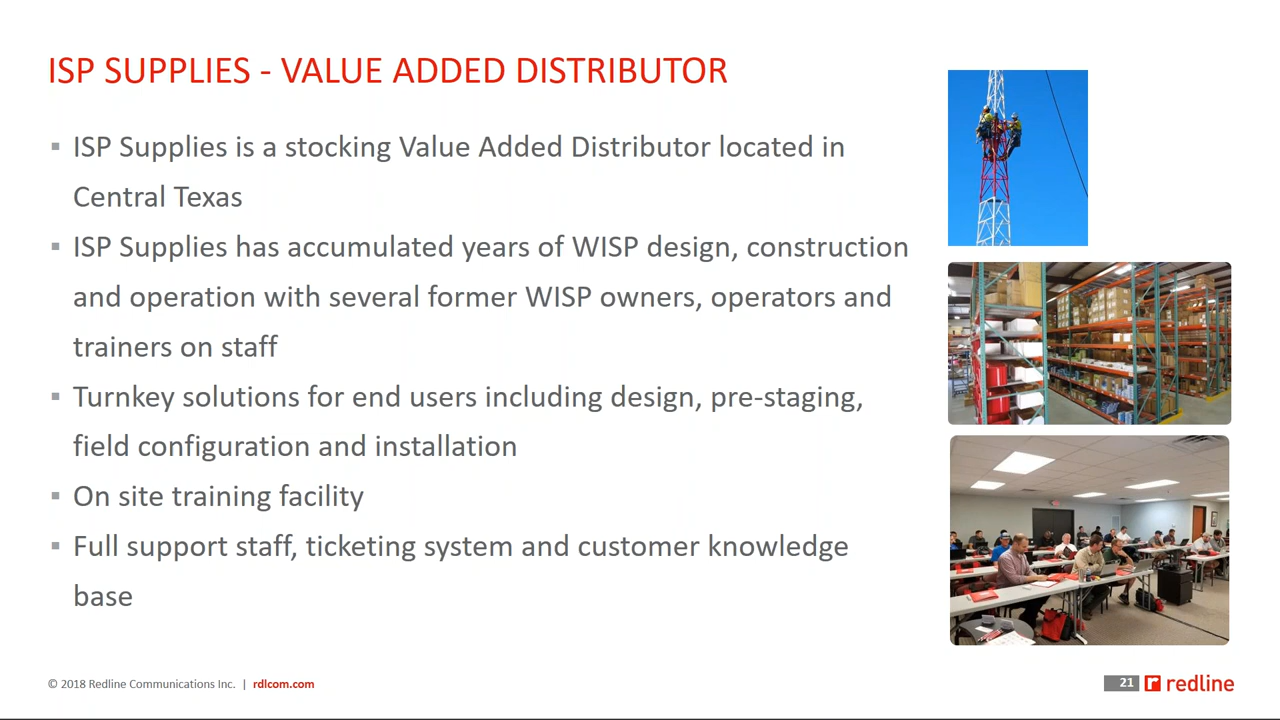 ISP SUPPLIES - VALUE ADDED DISTRIBUTOR
▪ ISP Supplies is a stocking Value Added Distributor located in
Central Texas
▪ ISP Supplies has accumulated years of WISP design, construction
and operation with several former WISP owners, operators and
trainers on staff
▪ Turnkey solutions for end users including design, pre-staging,
field configuration and installation
▪ On site training facility
▪ Full support staff, ticketing system and customer knowledge
base
© 2018 Redline Communications Inc. | rdlcom.com
21 redline